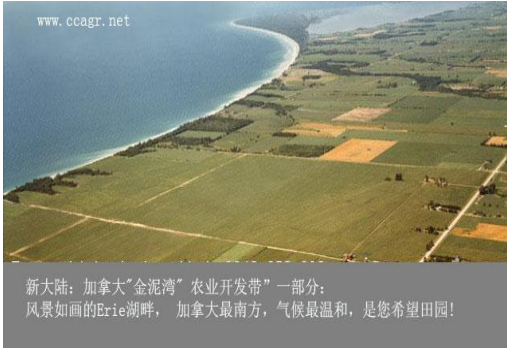 www.ccagr.net
新大陆：加拿大"金泥湾" 农业开发带”一部分：
风景如画的Erie湖畔， 加拿大最南方，气候最温和，是您希望田园！